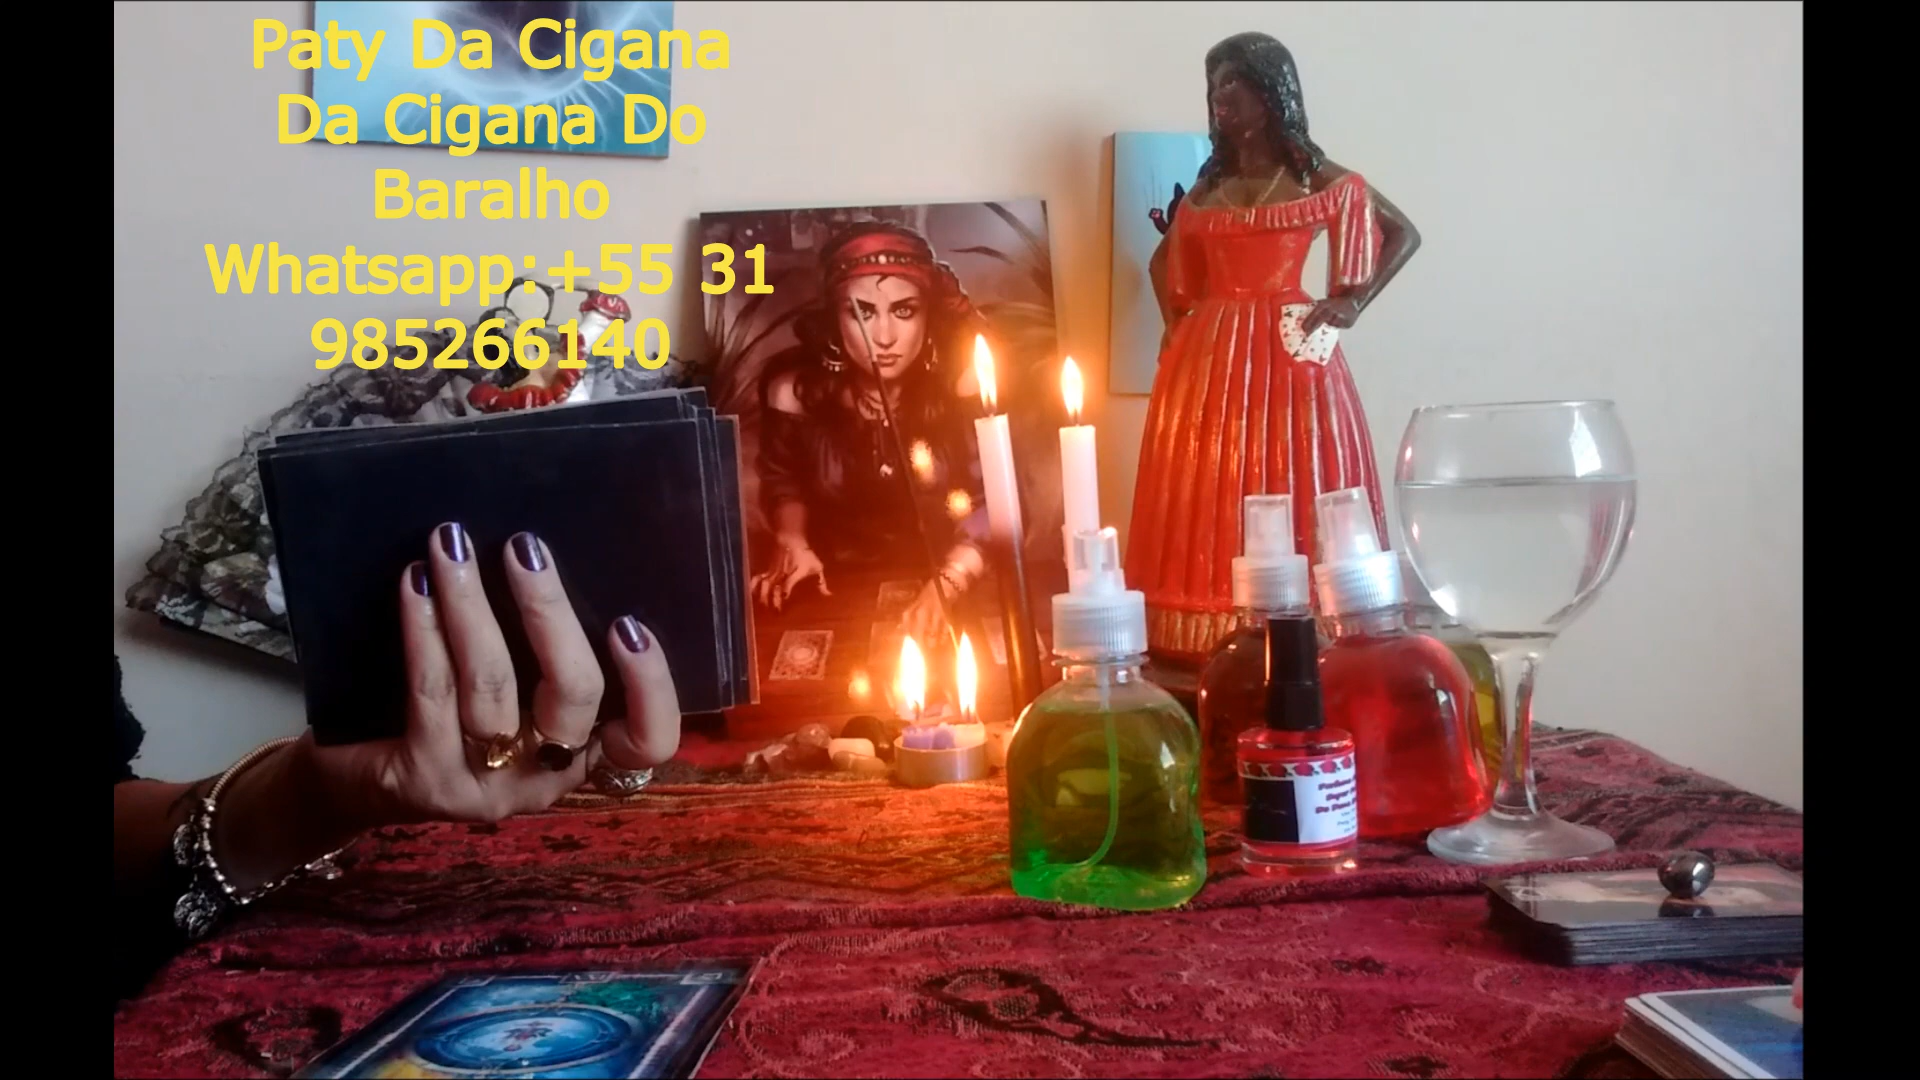 Paty Da Cigana
Da Cigana Do
Baralho
Whatsapp:+55 31
985266140